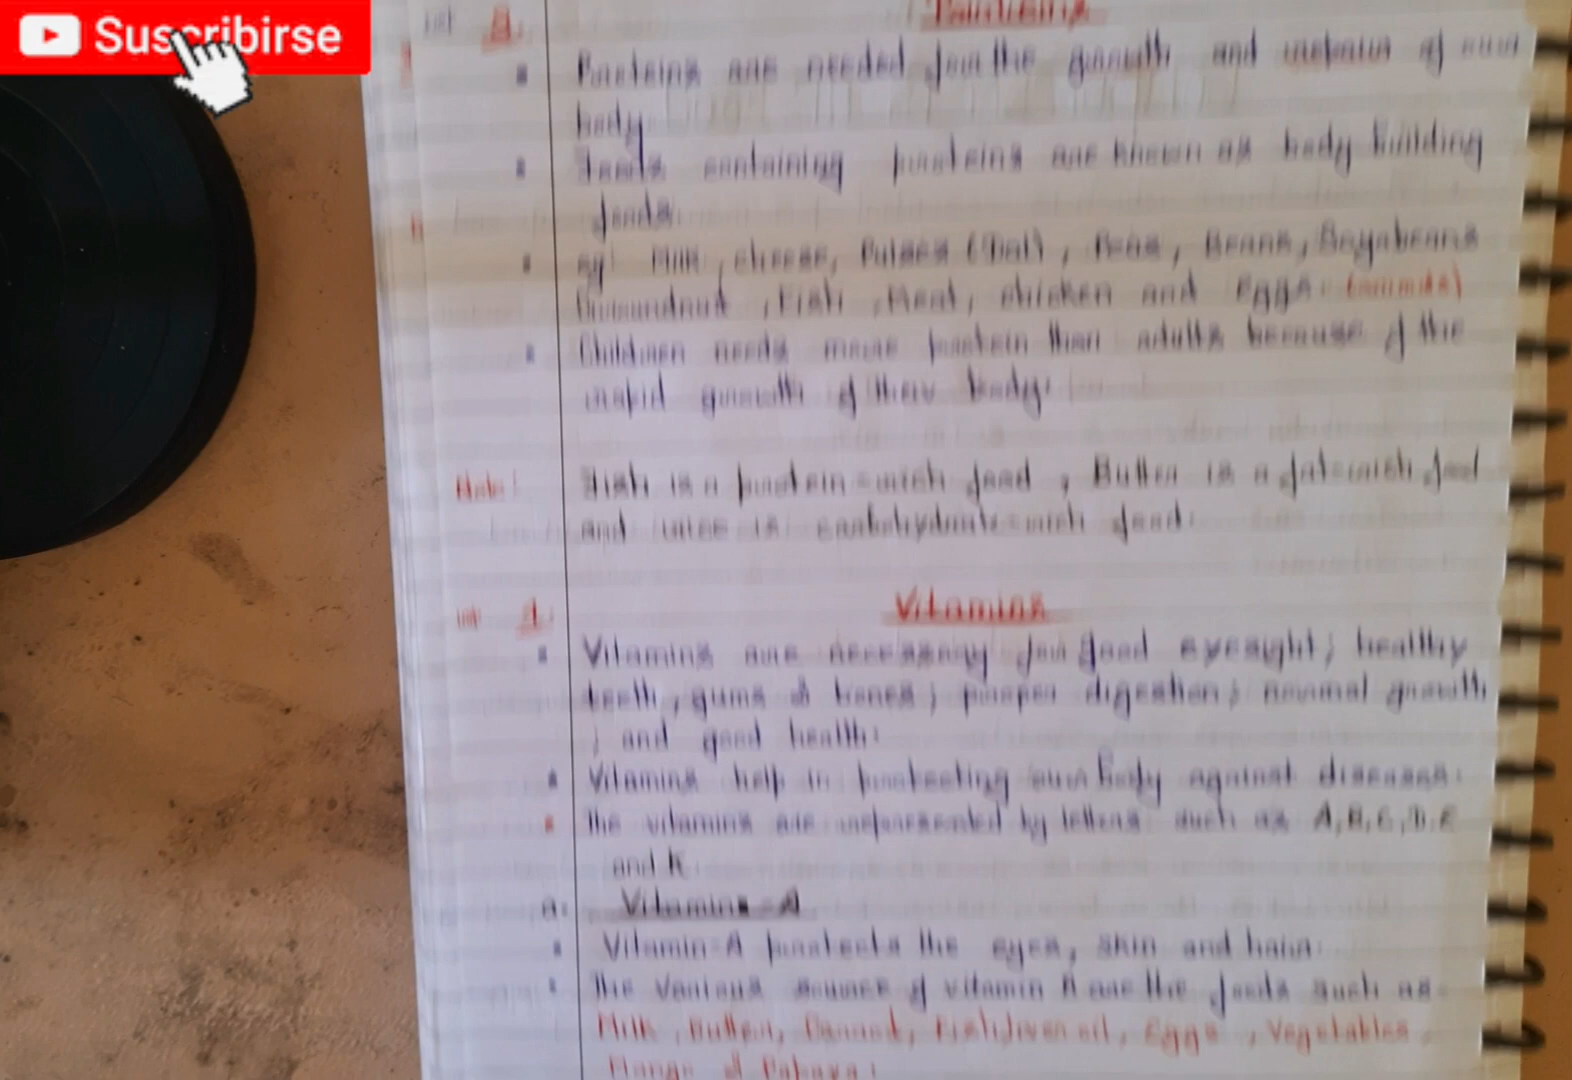 Suscribirse
3. Proteins
Proteins are needed for the growth and repair of our
body.
Foods containing proteins are known as body building
foods.
eg: Milk, cheese, Pulses (Dal), Peas, Beans, Soyabeans
Groundnut, Fish, Meat, chicken and Eggs
Children needs more protein than adults because of the
rapid growth of their body.
Note: Fish is a protein-rich food, Butter is a fat-rich food
and rice is carbohydrate-rich food.
4. Vitamins
Vitamins are necessary for good eyesight; healthy
teeth, gums & bones; proper digestion; normal growth
; and good health.
Vitamins help in protecting our body against diseases.
The vitamins are represented by letters such as A, B, C, D, E
and K
a. Vitamins-A
Vitamin-A protects the eyes, skin and hair.
The various source of vitamin A are the foods such as
Milk, Butter, Carrot, Fish liver oil, Eggs, Vegetables,
Mango & Papaya.